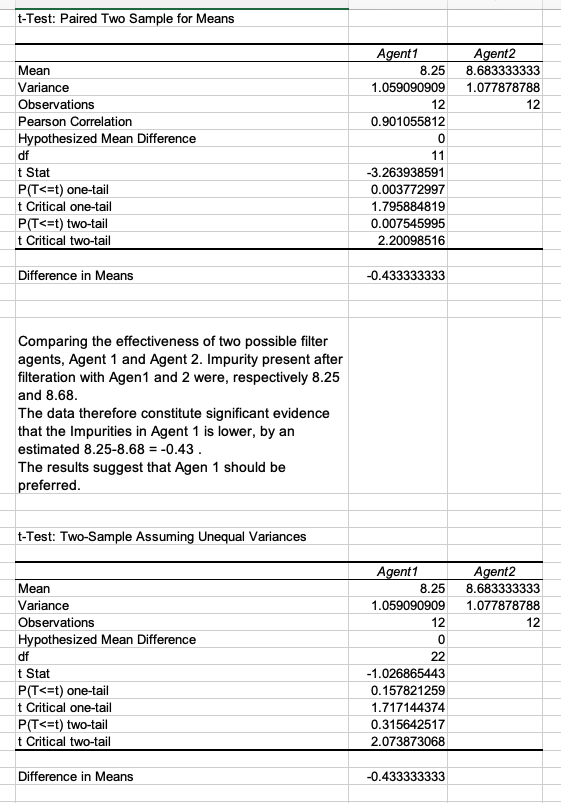 t-Test: Paired Two Sample for Means
Agent1 Agent2
Mean 8.25 8.683333333
Variance 1.059090909 1.077878788
Observations 12 12
Pearson Correlation 0.901055812
Hypothesized Mean Difference 0
df 11
t Stat -3.263938591
P(T<=t) one-tail 0.003772997
t Critical one-tail 1.795884819
P(T<=t) two-tail 0.007545995
t Critical two-tail 2.20098516
Difference in Means -0.433333333
Comparing the effectiveness of two possible filter
agents, Agent 1 and Agent 2. Impurity present after
filteration with Agen1 and 2 were, respectively 8.25
and 8.68.
The data therefore constitute significant evidence
that the Impurities in Agent 1 is lower, by an
estimated 8.25-8.68 = -0.43 .
The results suggest that Agen 1 should be
preferred.
t-Test: Two-Sample Assuming Unequal Variances
Agent1 Agent2
Mean 8.25 8.683333333
Variance 1.059090909 1.077878788
Observations 12 12
Hypothesized Mean Difference 0
df 22
t Stat -1.026865443
P(T<=t) one-tail 0.157821259
t Critical one-tail 1.717144374
P(T<=t) two-tail 0.315642517
t Critical two-tail 2.073873068
Difference in Means -0.433333333